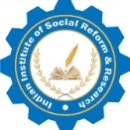 Indian Institute of Social Reform & Research